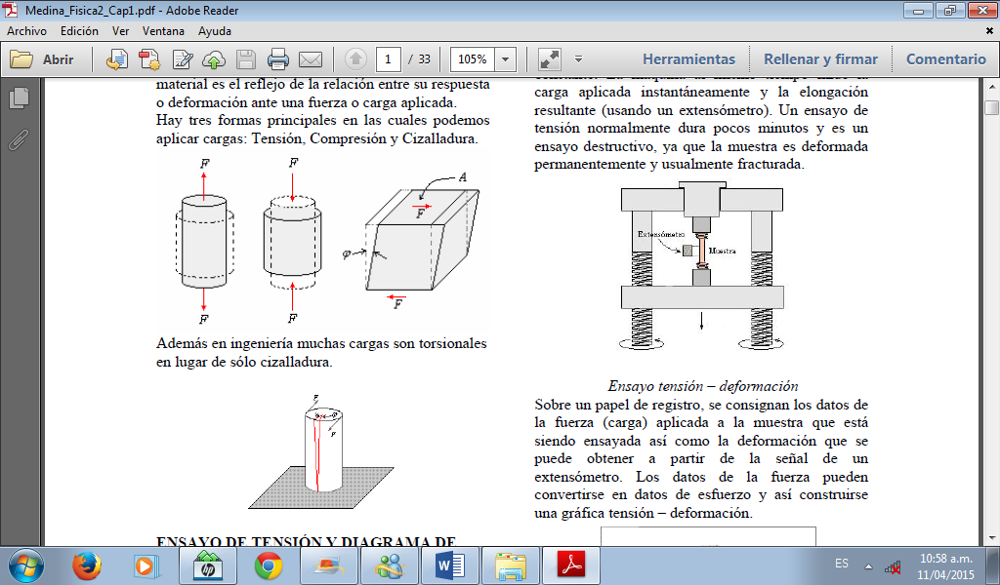 Medina_Fisica2_Cap1.pdf - Adobe Reader
Archivo Edición Ver Ventana Ayuda
Abrir
1 / 33
105%
Herramientas
Rellenar y firmar
Comentario
material es el reflejo de la relación entre su respuesta
o deformación ante una fuerza o carga aplicada.
Hay tres formas principales en las cuales podemos
aplicar cargas: Tensión, Compresión y Cizalladura.
F
F
A
F
φ
F
F
F
Además en ingeniería muchas cargas son torsionales
en lugar de sólo cizalladura.
F
F
ENSAYO DE TENSIÓN Y DIAGRAMA DE
carga aplicada instantáneamente y la elongación
resultante (usando un extensómetro). Un ensayo de
tensión normalmente dura pocos minutos y es un
ensayo destructivo, ya que la muestra es deformada
permanentemente y usualmente fracturada.
Extensómetro
Muestra
Ensayo tensión – deformación
Sobre un papel de registro, se consignan los datos de
la fuerza (carga) aplicada a la muestra que está
siendo ensayada así como la deformación que se
puede obtener a partir de la señal de un
extensómetro. Los datos de la fuerza pueden
convertirse en datos de esfuerzo y así construirse
una gráfica tensión – deformación.
hp
W
ES
10:58 a.m.
11/04/2015